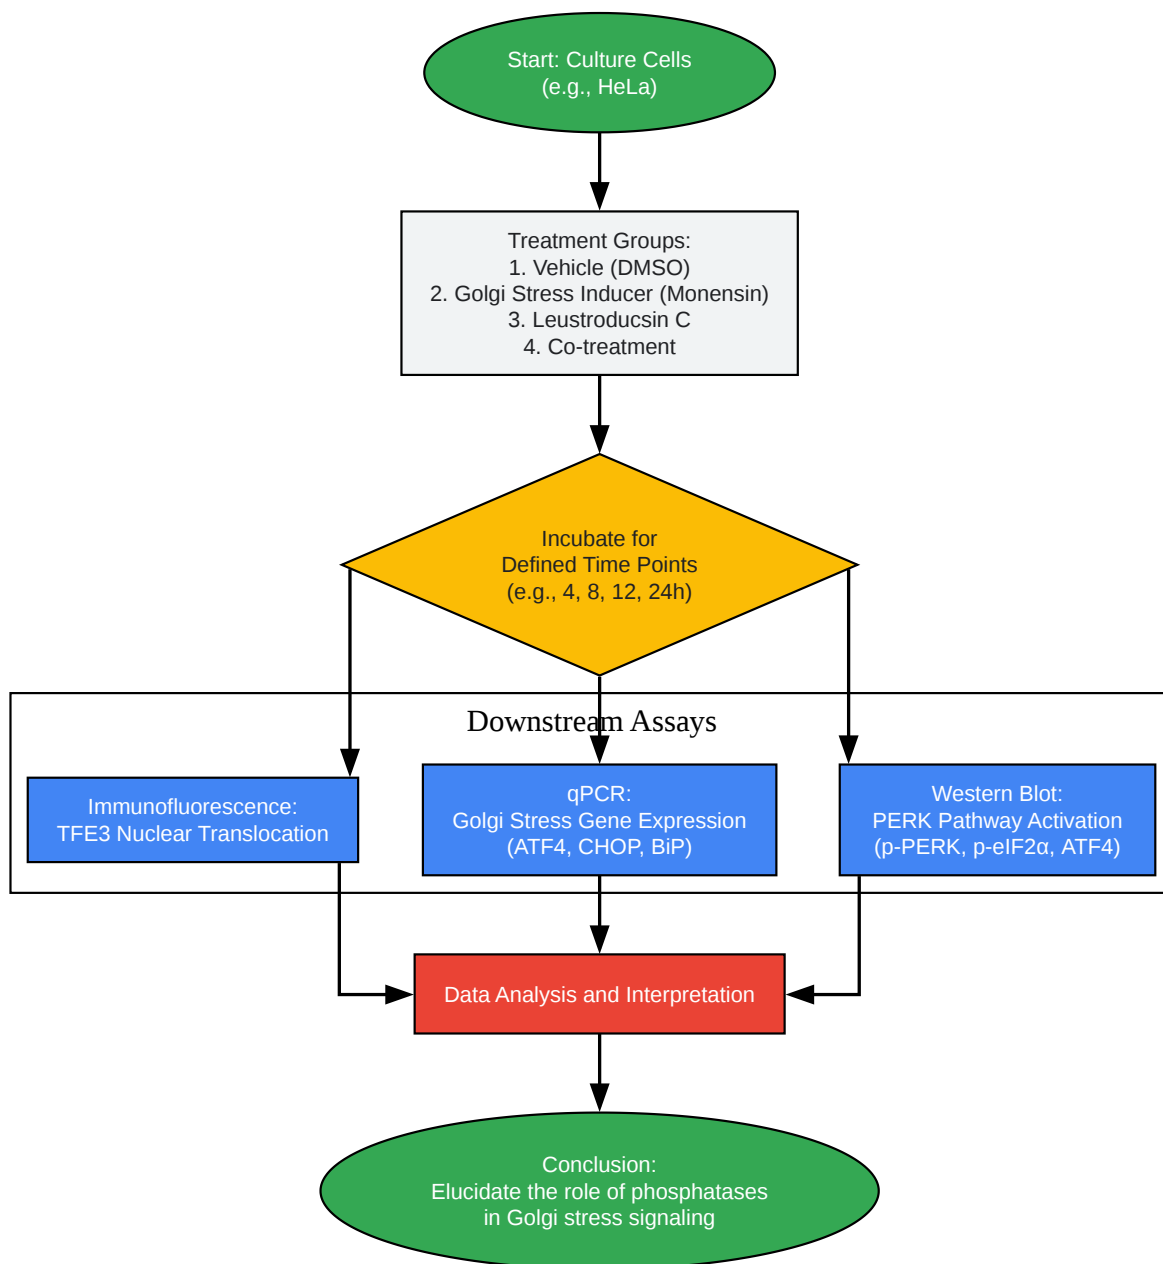 Start: Culture Cells
(e.g., HeLa)
Treatment Groups:
1. Vehicle (DMSO)
2. Golgi Stress Inducer (Monensin)
3. Leustroducsin C
4. Co-treatment
Incubate for
Defined Time Points
(e.g., 4, 8, 12, 24h)
Downstream Assays
Immunofluorescence:
TFE3 Nuclear Translocation
qPCR:
Golgi Stress Gene Expression
(ATF4, CHOP, BiP)
Western Blot:
PERK Pathway Activation
(p-PERK, p-eIF2α, ATF4)
Data Analysis and Interpretation
Conclusion:
Elucidate the role of phosphatases
in Golgi stress signaling